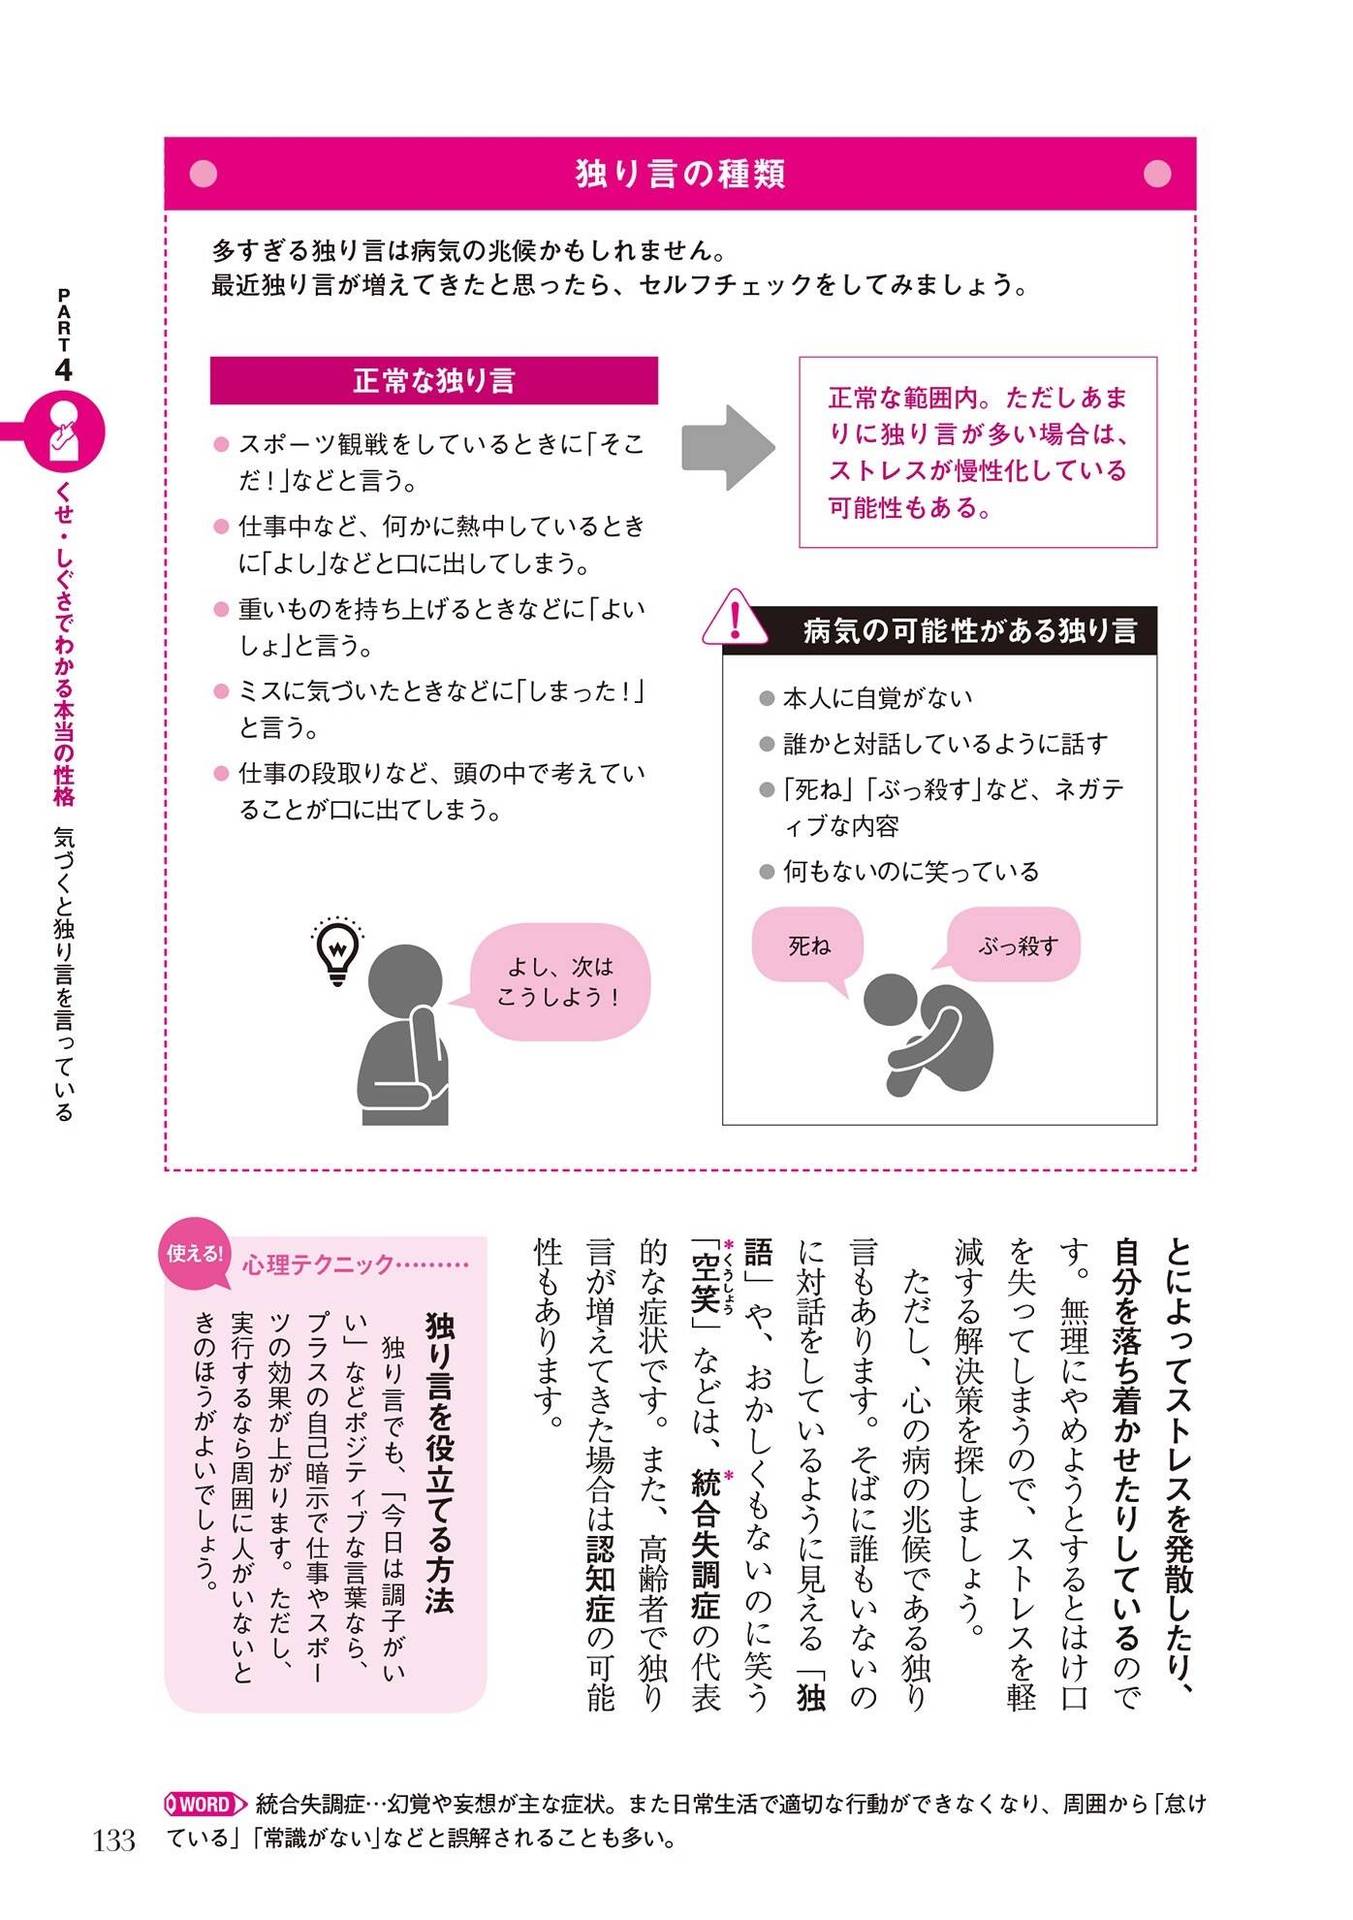 独り言の種類
多すぎる独り言は病気の兆候かもしれません。
最近独り言が増えてきたと思ったら、セルフチェックをしてみましょう。
正常な独り言
●スポーツ観戦をしているときに「そこ
だ！」などと言う。
●仕事中など、何かに熱中しているとき
に「よし」などと口に出してしまう。
●重いものを持ち上げるときなどに「よい
しょ」と言う。
●ミスに気づいたときなどに「しまった！」
と言う。
●仕事の段取りなど、頭の中で考えてい
ることが口に出てしまう。
よし、次は
こうしよう！
正常な範囲内。ただしあま
りに独り言が多い場合は、
ストレスが慢性化している
可能性もある。
!
病気の可能性がある独り言
●本人に自覚がない
●誰かと対話しているように話す
●「死ね」「ぶっ殺す」など、ネガテ
ィブな内容
●何もないのに笑っている
死ね
ぶっ殺す
とによってストレスを発散したり、
自分を落ち着かせたりしているので
す。無理にやめようとするとはけ口
を失ってしまうので、ストレスを軽
減する解決策を探しましょう。
ただし、心の病の兆候である独り
言もあります。そばに誰もいないの
に対話をしているように見える「独
語」や、おかしくもないのに笑う
「*空笑」などは、*統合失調症の代表
くうしょう
的な症状です。また、高齢者で独り
言が増えてきた場合は認知症の可能
性もあります。
使える!
心理テクニック………
独り言を役立てる方法
独り言でも、「今日は調子がい
い」などポジティブな言葉なら、
プラスの自己暗示で仕事やスポー
ツの効果が上がります。ただし、
実行するなら周囲に人がいないと
きのほうがよいでしょう。
WORD 統合失調症…幻覚や妄想が主な症状。また日常生活で適切な行動ができなくなり、周囲から「怠け
ている」「常識がない」などと誤解されることも多い。
133
PART 4
くせ・しぐさでわかる本当の性格 気づくと独り言を言っている